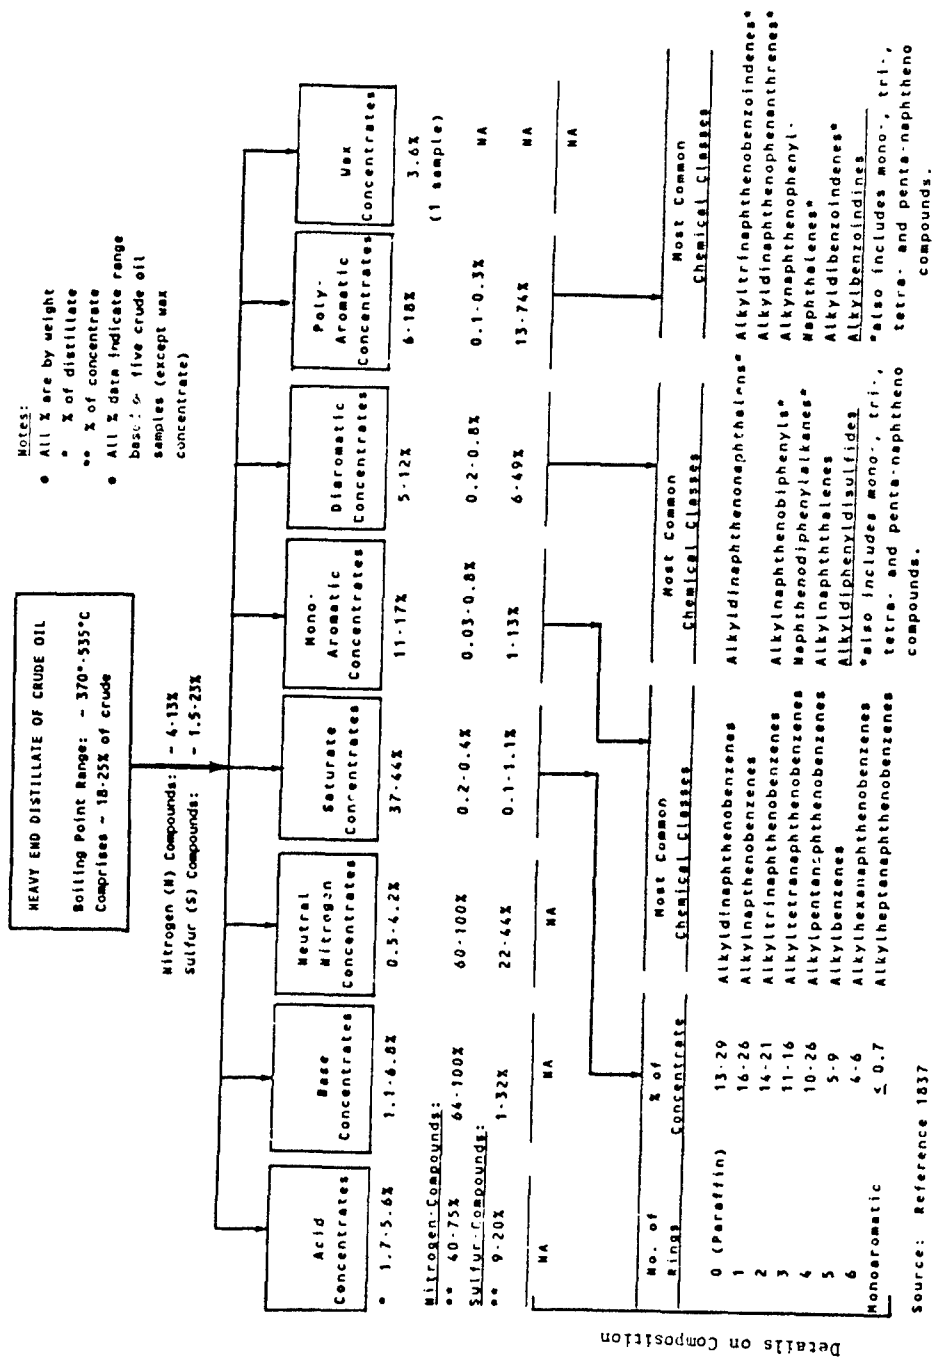 Notes:
• All % are by weight
* % of distillate
** % of concentrate
• All % data indicate range
five crude oil
samples (except wax
concentrate)
HEAVY END DISTILLATE OF CRUDE OIL
Boiling Point Range: ~ 370°-535°C
Comprises ~ 18-25% of crude
Nitrogen (N) Compounds: ~ 4-13%
Sulfur (S) Compounds: ~ 1.5-23%
Acid
Concentrates
Base
Concentrates
Neutral
Nitrogen
Concentrates
Saturate
Concentrates
Mono-
Aromatic
Concentrates
Diaromatic
Concentrates
Poly-
Aromatic
Concentrates
Wax
Concentrates
* 1.7-5.6% 1.1-6.8% 0.5-4.2% 37-44% 11-17% 5-12% 6-18% 3.6%
(1 sample)
Nitrogen-Compounds:
** 40-75% 64-100% 60-100% 0.2-0.4% 0.03-0.8% 0.2-0.8% 0.1-0.3% NA
Sulfur-Compounds:
** 9-20% 1-32% 22-44% 0.1-1.1% 1-13% 6-49% 13-74% NA
NA NA NA NA
Details on Composition
No. of
Rings
% of
Concentrate
0 (Paraffin) 13-29
1 16-26
2 14-21
3 11-16
4 10-26
5 5-9
6 4-6
Monoaromatic ≤ 0.7
Most Common
Chemical Classes
Alkyldinaphthenobenzenes
Alkylnapthenobenzenes
Alkyltrinaphthenobenzenes
Alkyltetranaphthenobenzenes
Alkylbenzenes
Alkylhexanaphthenobenzenes
Alkylheptanaphthenobenzenes
Most Common
Chemical Classes
Alkyldinaphthenonaphthalens*
Alkylnaphthenobiphenyls*
Naphthenodiphenylalkanes*
Alkylnaphththalenes
Alkyldiphenyldisulfides
*also includes mono-, tri-,
tetra- and penta-naphtheno
compounds.
Most Common
Chemical Classes
Alkyltrinaphthenobenzoindenes*
Alkyldinaphthenophenanthrenes*
Alkynaphthenophenyl-
Naphthalenes*
Alkyldibenzoindenes*
Alkylbenzoindines
*also includes mono-, tri-,
tetra- and penta-naphtheno
compounds.
Source: Reference 1837